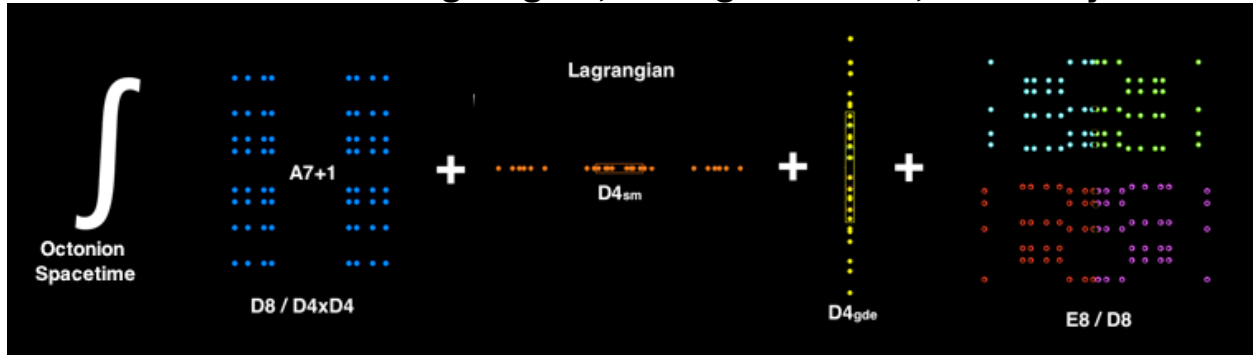 Lagrangian
∫
A7+1
+
D4sm
+
+
Octonion
Spacetime
D8 / D4xD4
D4gde
E8 / D8